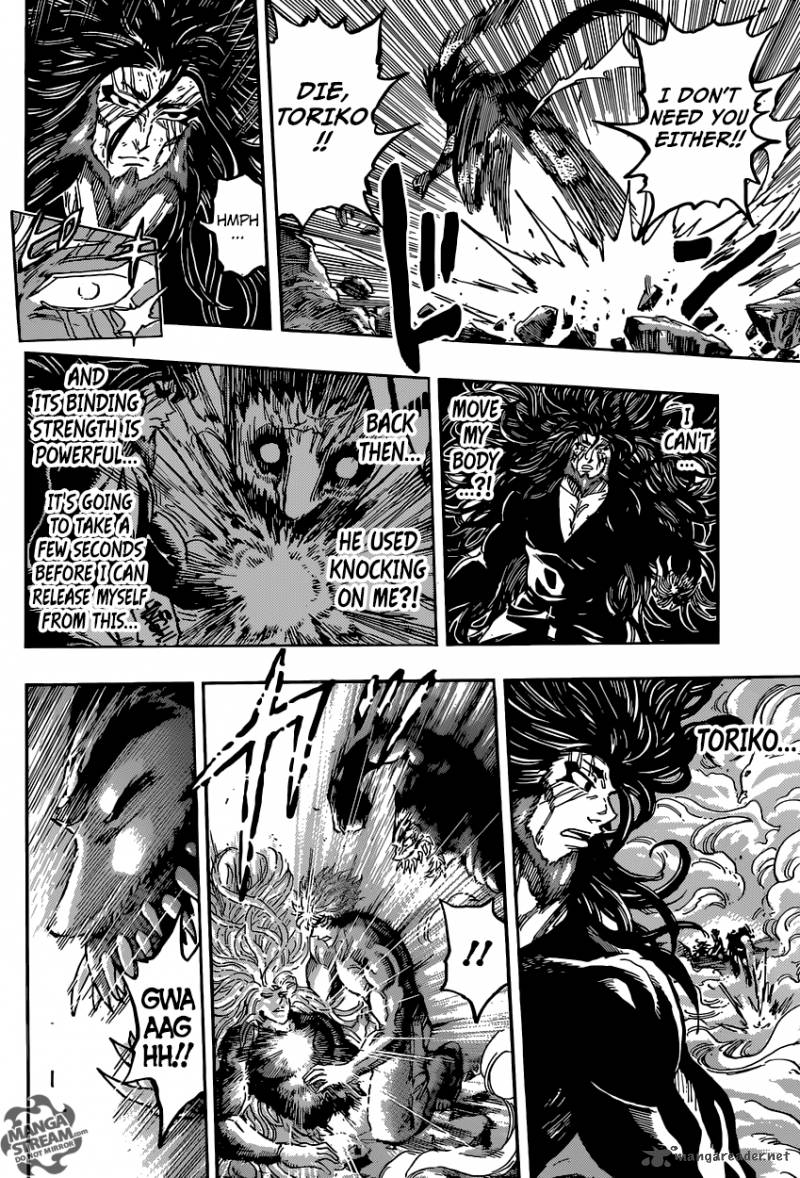 I DON'T
NEED YOU
EITHER!!
DIE,
TORIKO
!!
HMPH
...
I
CAN'T
...
MOVE
MY
BODY
...?!
BACK
THEN...
HE USED
KNOCKING
ON ME?!
AND
ITS BINDING
STRENGTH IS
POWERFUL...
IT'S GOING
TO TAKE A
FEW SECONDS
BEFORE I CAN
RELEASE MYSELF
FROM THIS...
TORIKO...
!!
GWA
AAG
HH!!
MANGA
STREAM.com
DO NOT MIRROR
mangareader.net